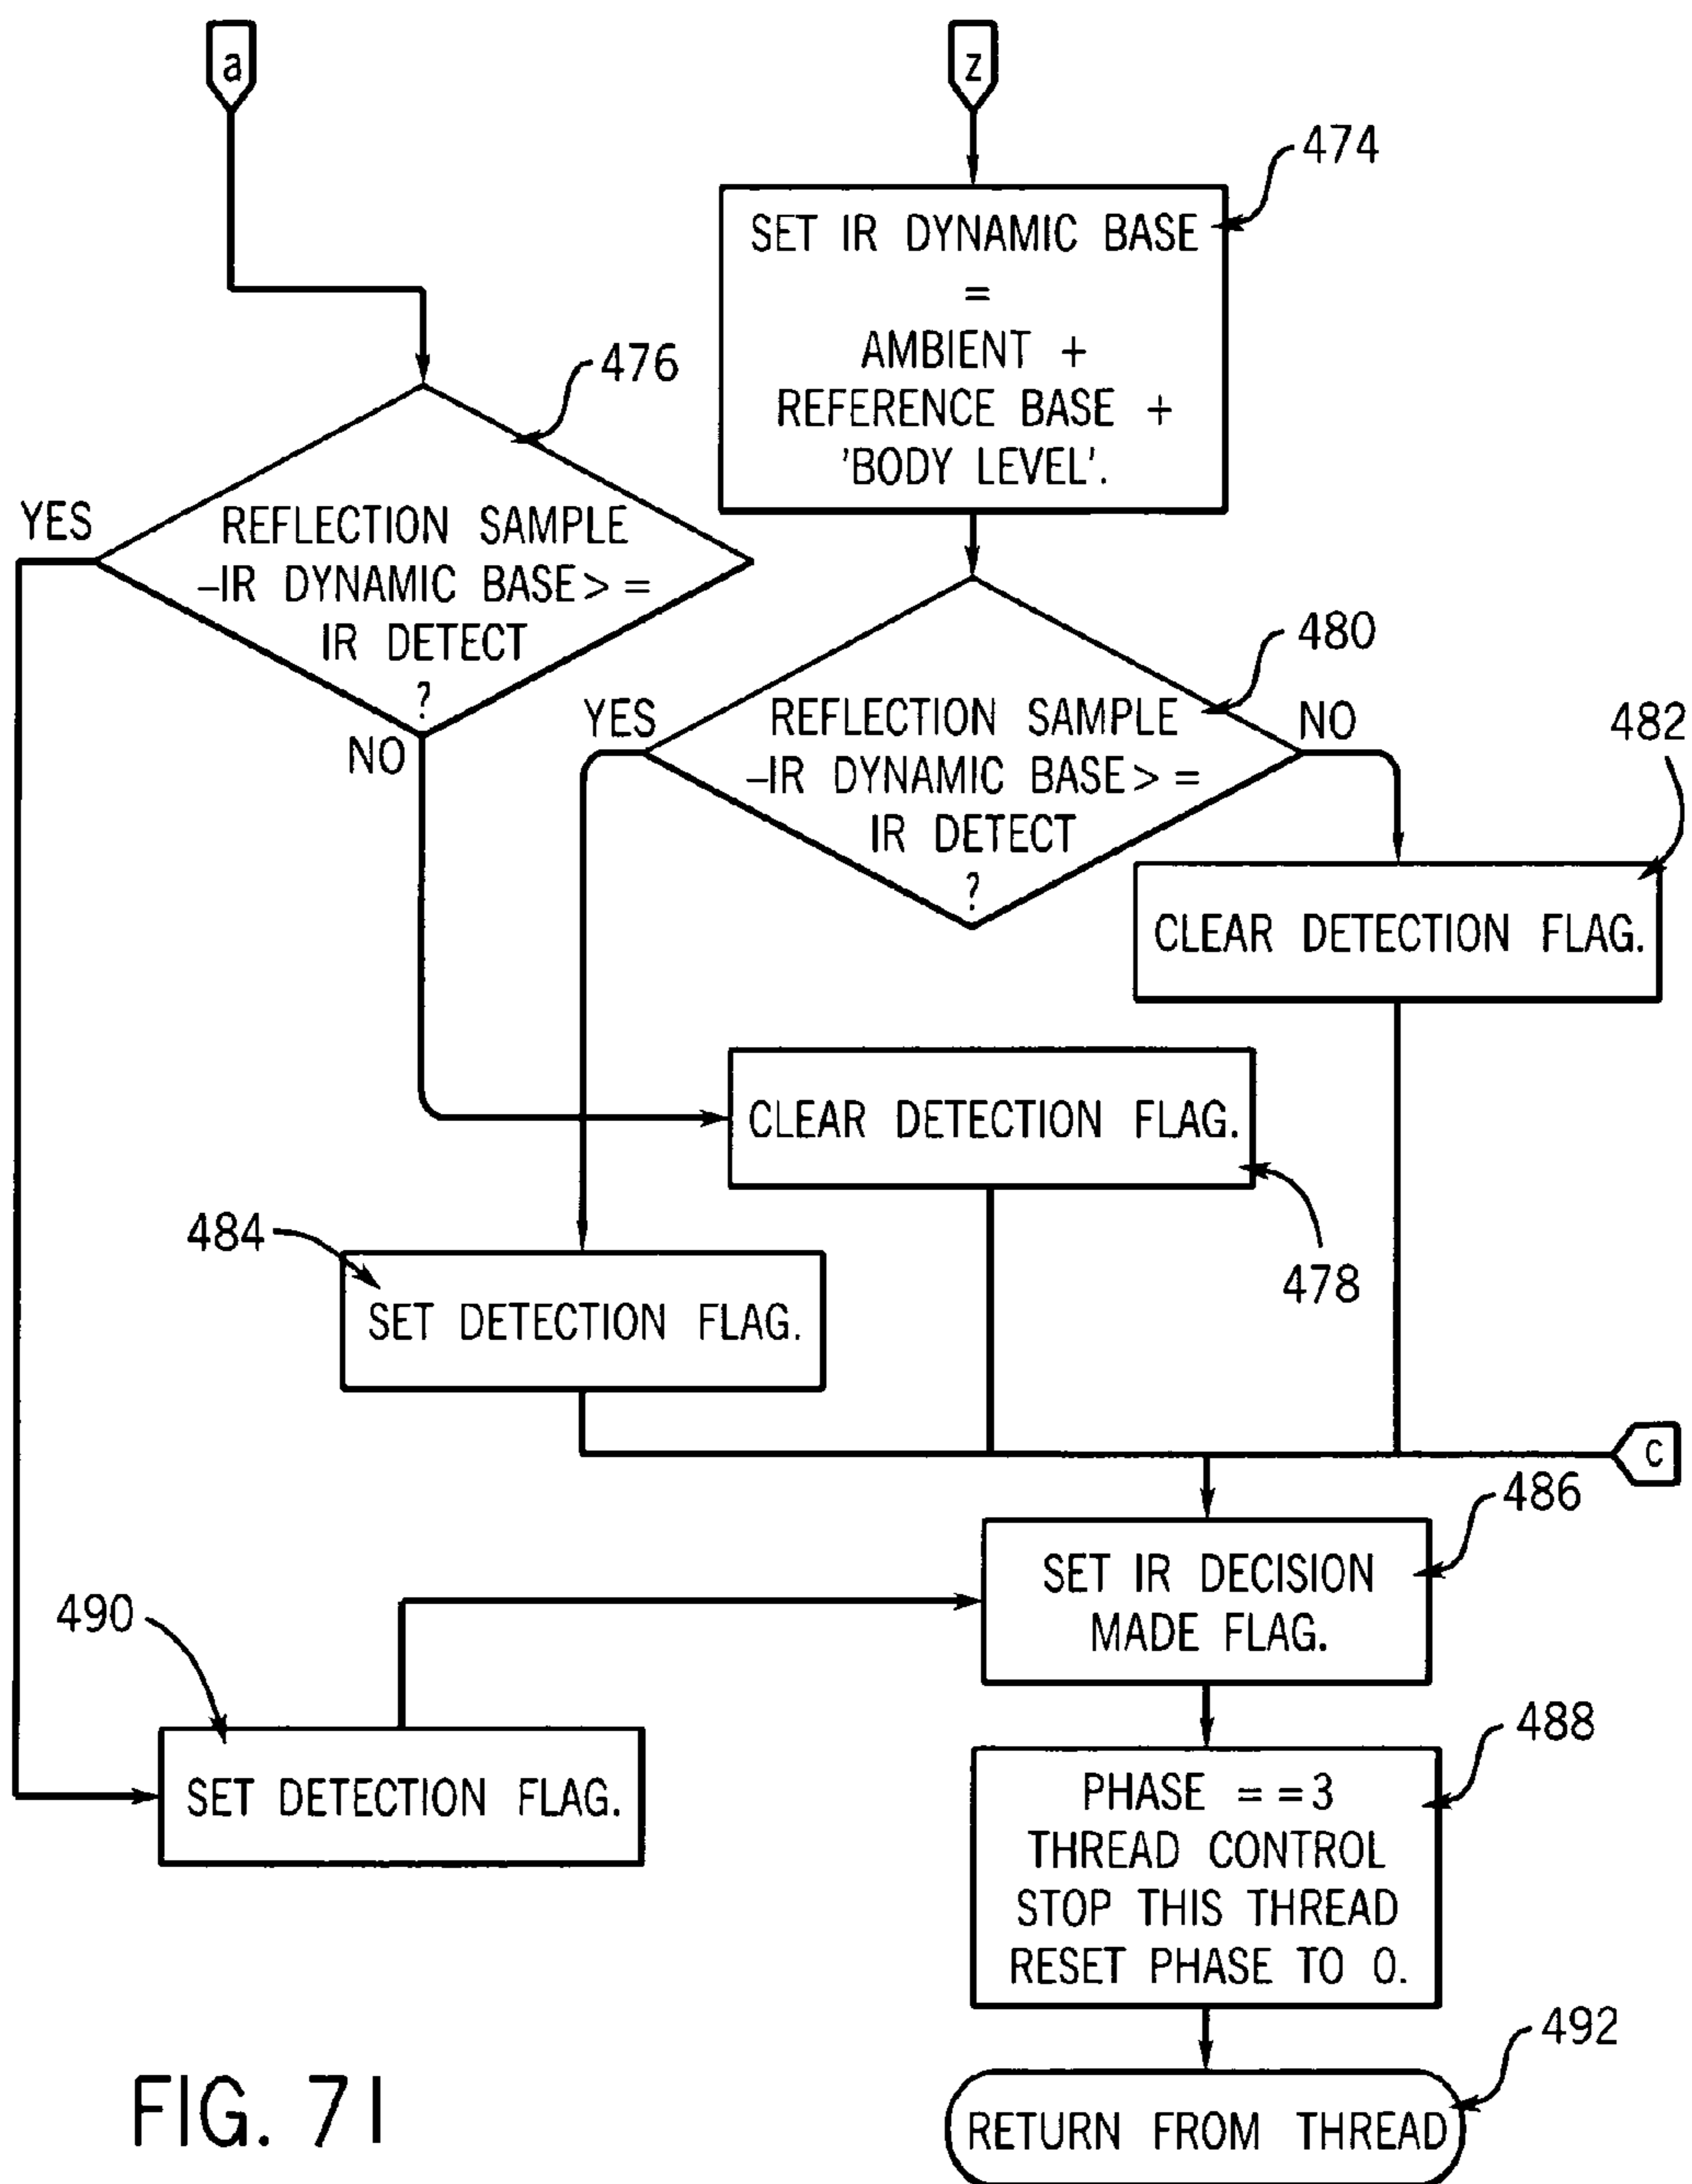 a
z
474
SET IR DYNAMIC BASE
=
AMBIENT +
REFERENCE BASE +
'BODY LEVEL'.
476
YES
REFLECTION SAMPLE
–IR DYNAMIC BASE > =
IR DETECT
?
NO
480
YES
REFLECTION SAMPLE
–IR DYNAMIC BASE > =
IR DETECT
?
NO
482
CLEAR DETECTION FLAG.
CLEAR DETECTION FLAG.
478
484
SET DETECTION FLAG.
c
486
SET IR DECISION
MADE FLAG.
490
SET DETECTION FLAG.
488
PHASE = = 3
THREAD CONTROL
STOP THIS THREAD
RESET PHASE TO 0.
492
RETURN FROM THREAD
FIG. 71